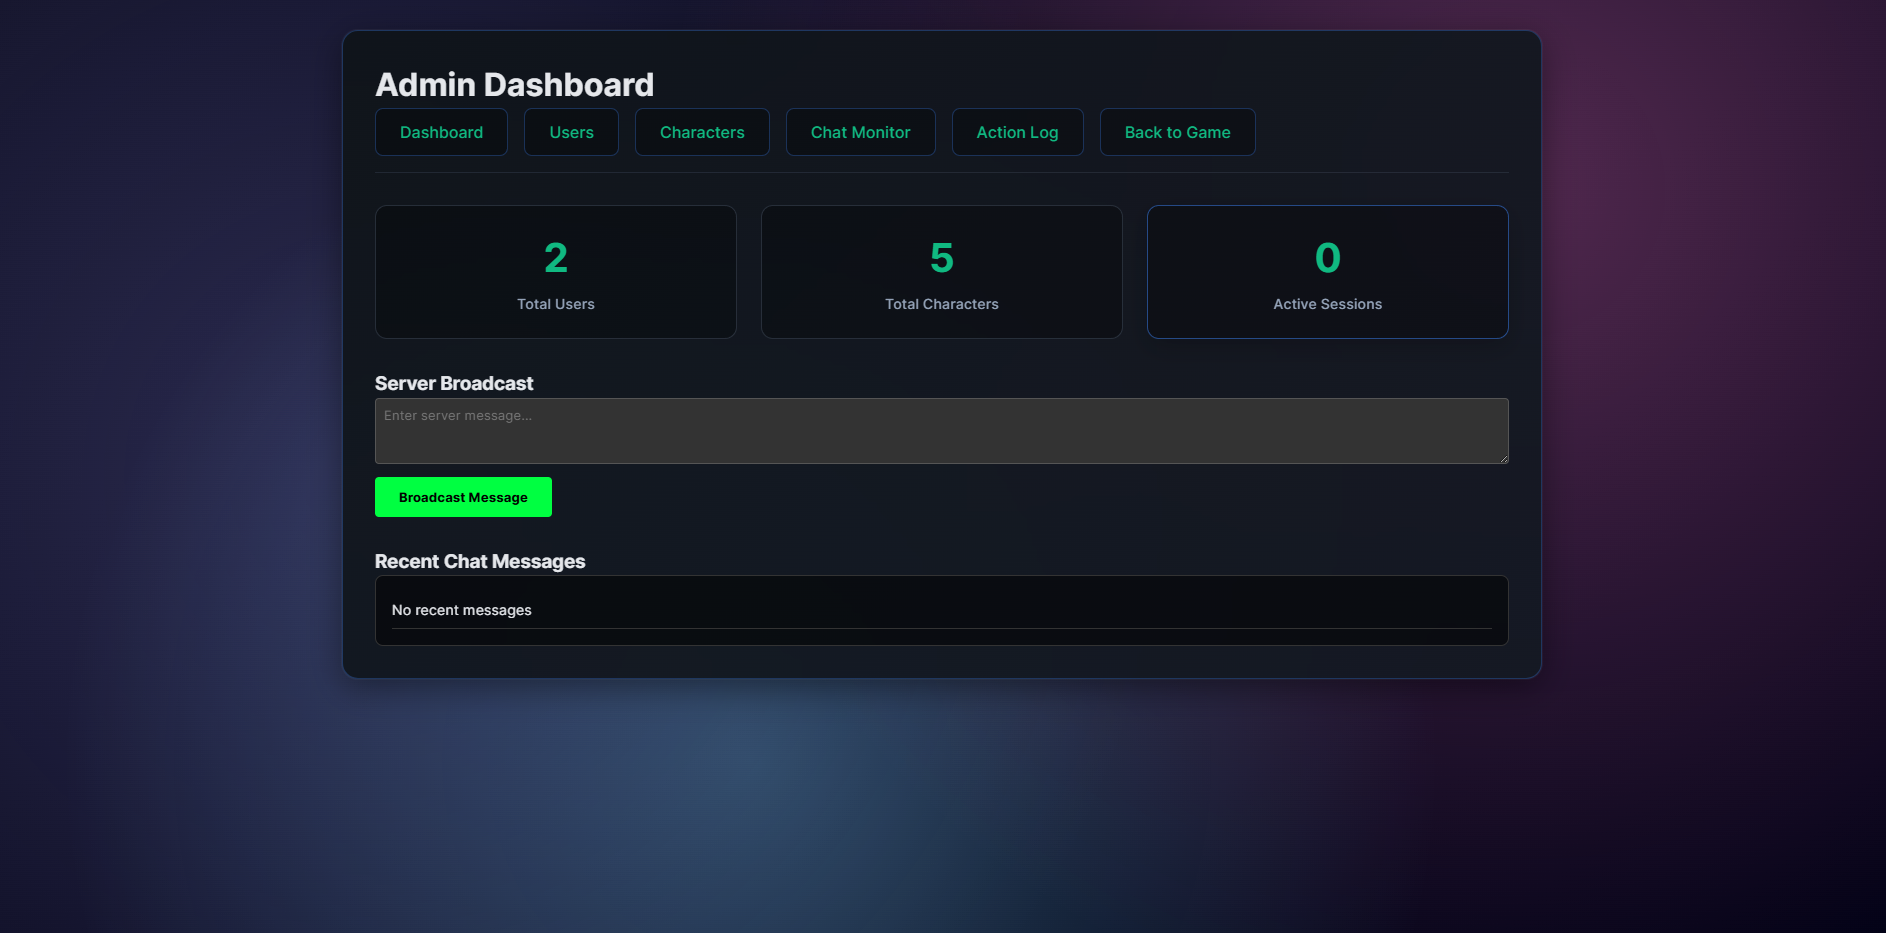 Admin Dashboard
Dashboard
Users
Characters
Chat Monitor
Action Log
Back to Game
2
Total Users
5
Total Characters
0
Active Sessions
Server Broadcast
Enter server message...
Broadcast Message
Recent Chat Messages
No recent messages